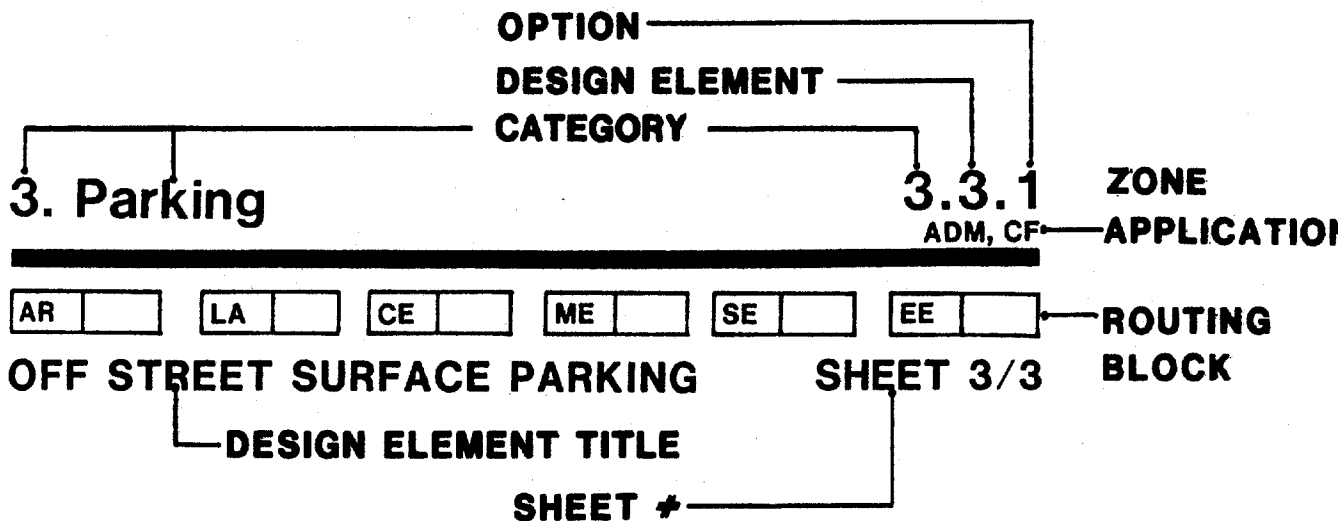 OPTION
DESIGN ELEMENT
CATEGORY
3. Parking 3.3.1 ZONE
ADM, CF APPLICATION
AR LA CE ME SE EE ROUTING
OFF STREET SURFACE PARKING SHEET 3/3 BLOCK
DESIGN ELEMENT TITLE
SHEET #